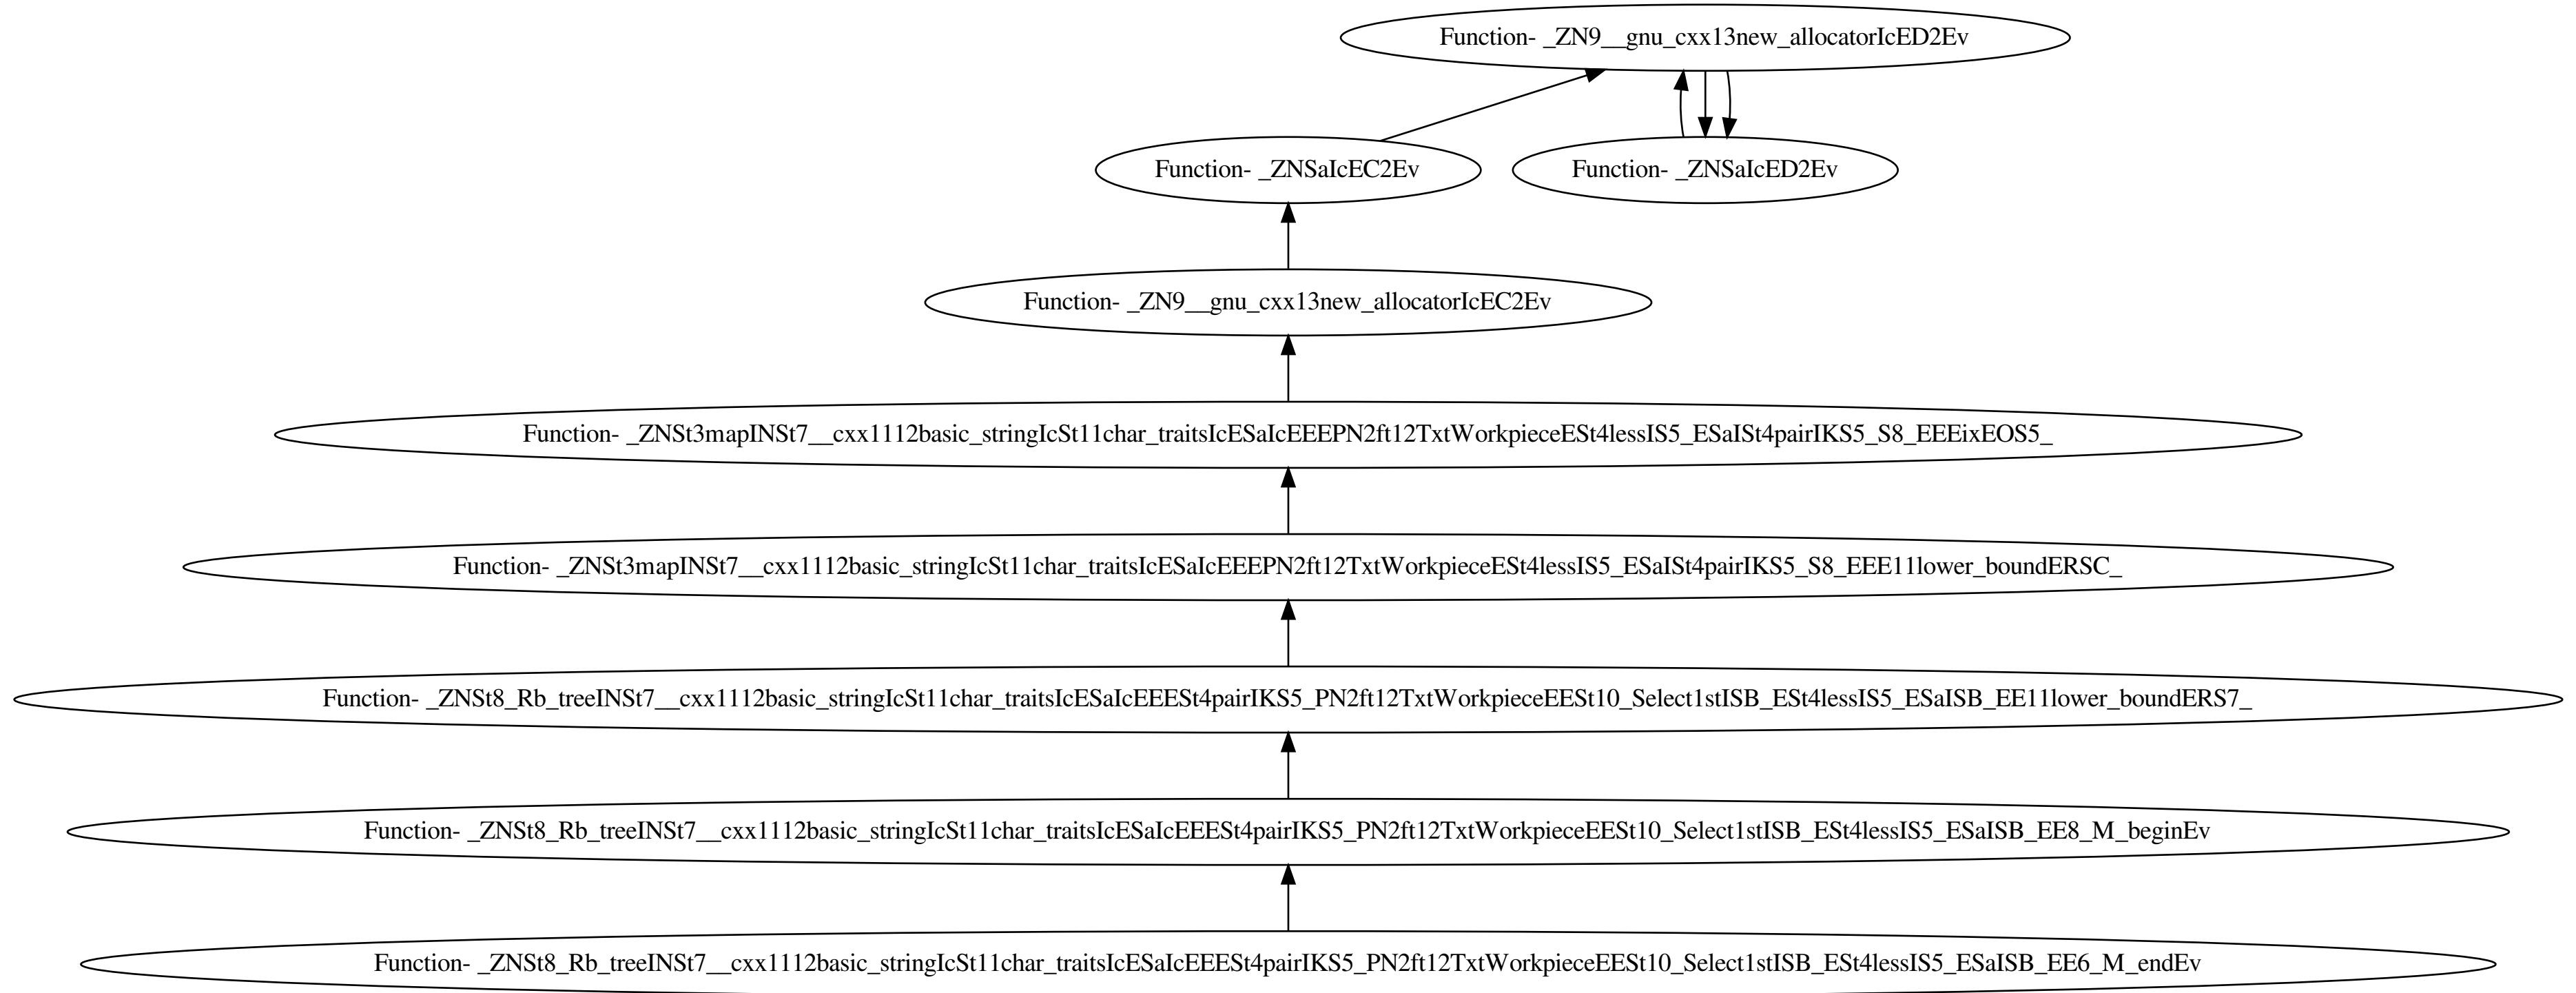 Function- _ZN9__gnu_cxx13new_allocatorIcED2Ev
Function- _ZNSaIcEC2Ev
Function- _ZNSaIcED2Ev
Function- _ZN9__gnu_cxx13new_allocatorIcEC2Ev
Function- _ZNSt3mapINSt7__cxx1112basic_stringIcSt11char_traitsIcESaIcEEEPN2ft12TxtWorkpieceESt4lessIS5_ESaISt4pairIKS5_S8_EEEixEOS5_
Function- _ZNSt3mapINSt7__cxx1112basic_stringIcSt11char_traitsIcESaIcEEEPN2ft12TxtWorkpieceESt4lessIS5_ESaISt4pairIKS5_S8_EEE11lower_boundERSC_
Function- _ZNSt8_Rb_treeINSt7__cxx1112basic_stringIcSt11char_traitsIcESaIcEEESt4pairIKS5_PN2ft12TxtWorkpieceEESt10_Select1stISB_ESt4lessIS5_ESaISB_EE11lower_boundERS7_
Function- _ZNSt8_Rb_treeINSt7__cxx1112basic_stringIcSt11char_traitsIcESaIcEEESt4pairIKS5_PN2ft12TxtWorkpieceEESt10_Select1stISB_ESt4lessIS5_ESaISB_EE8_M_beginEv
Function- _ZNSt8_Rb_treeINSt7__cxx1112basic_stringIcSt11char_traitsIcESaIcEEESt4pairIKS5_PN2ft12TxtWorkpieceEESt10_Select1stISB_ESt4lessIS5_ESaISB_EE6_M_endEv